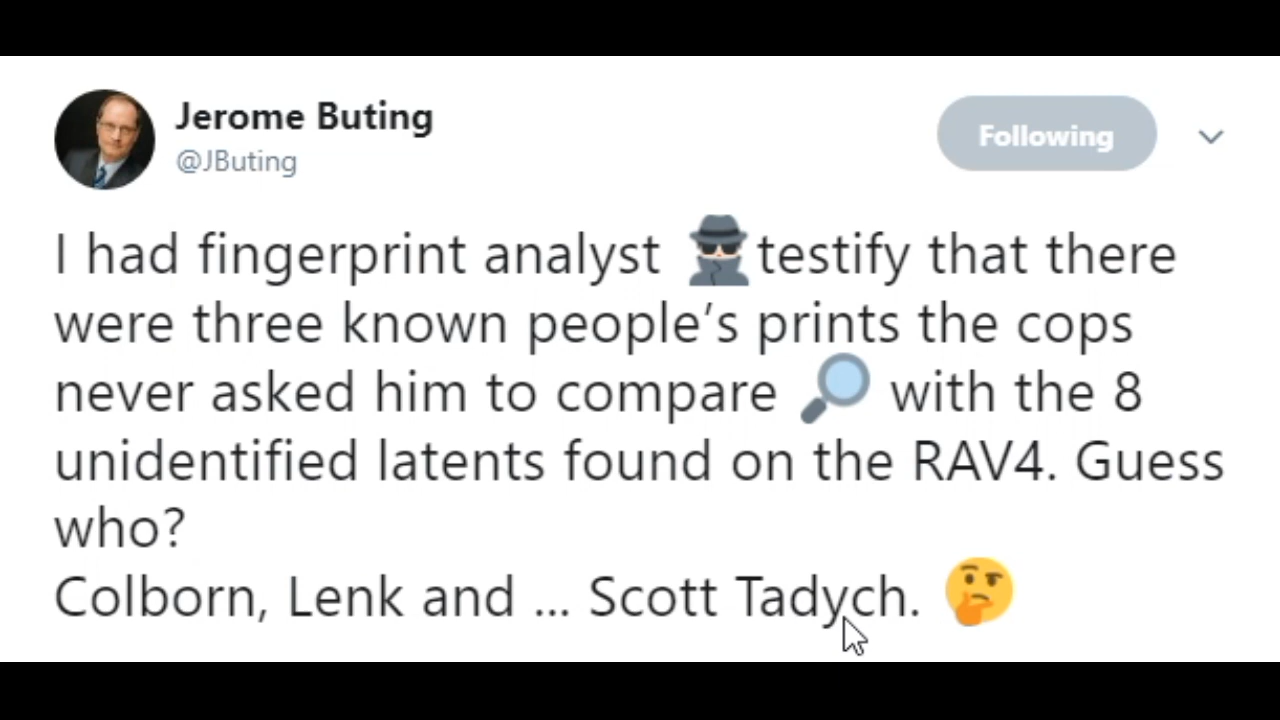 Jerome Buting
@JButing
Following
I had fingerprint analyst 🕵testify that there
were three known people’s prints the cops
never asked him to compare 🔎 with the 8
unidentified latents found on the RAV4. Guess
who?
Colborn, Lenk and ... Scott Tadych. 🤔